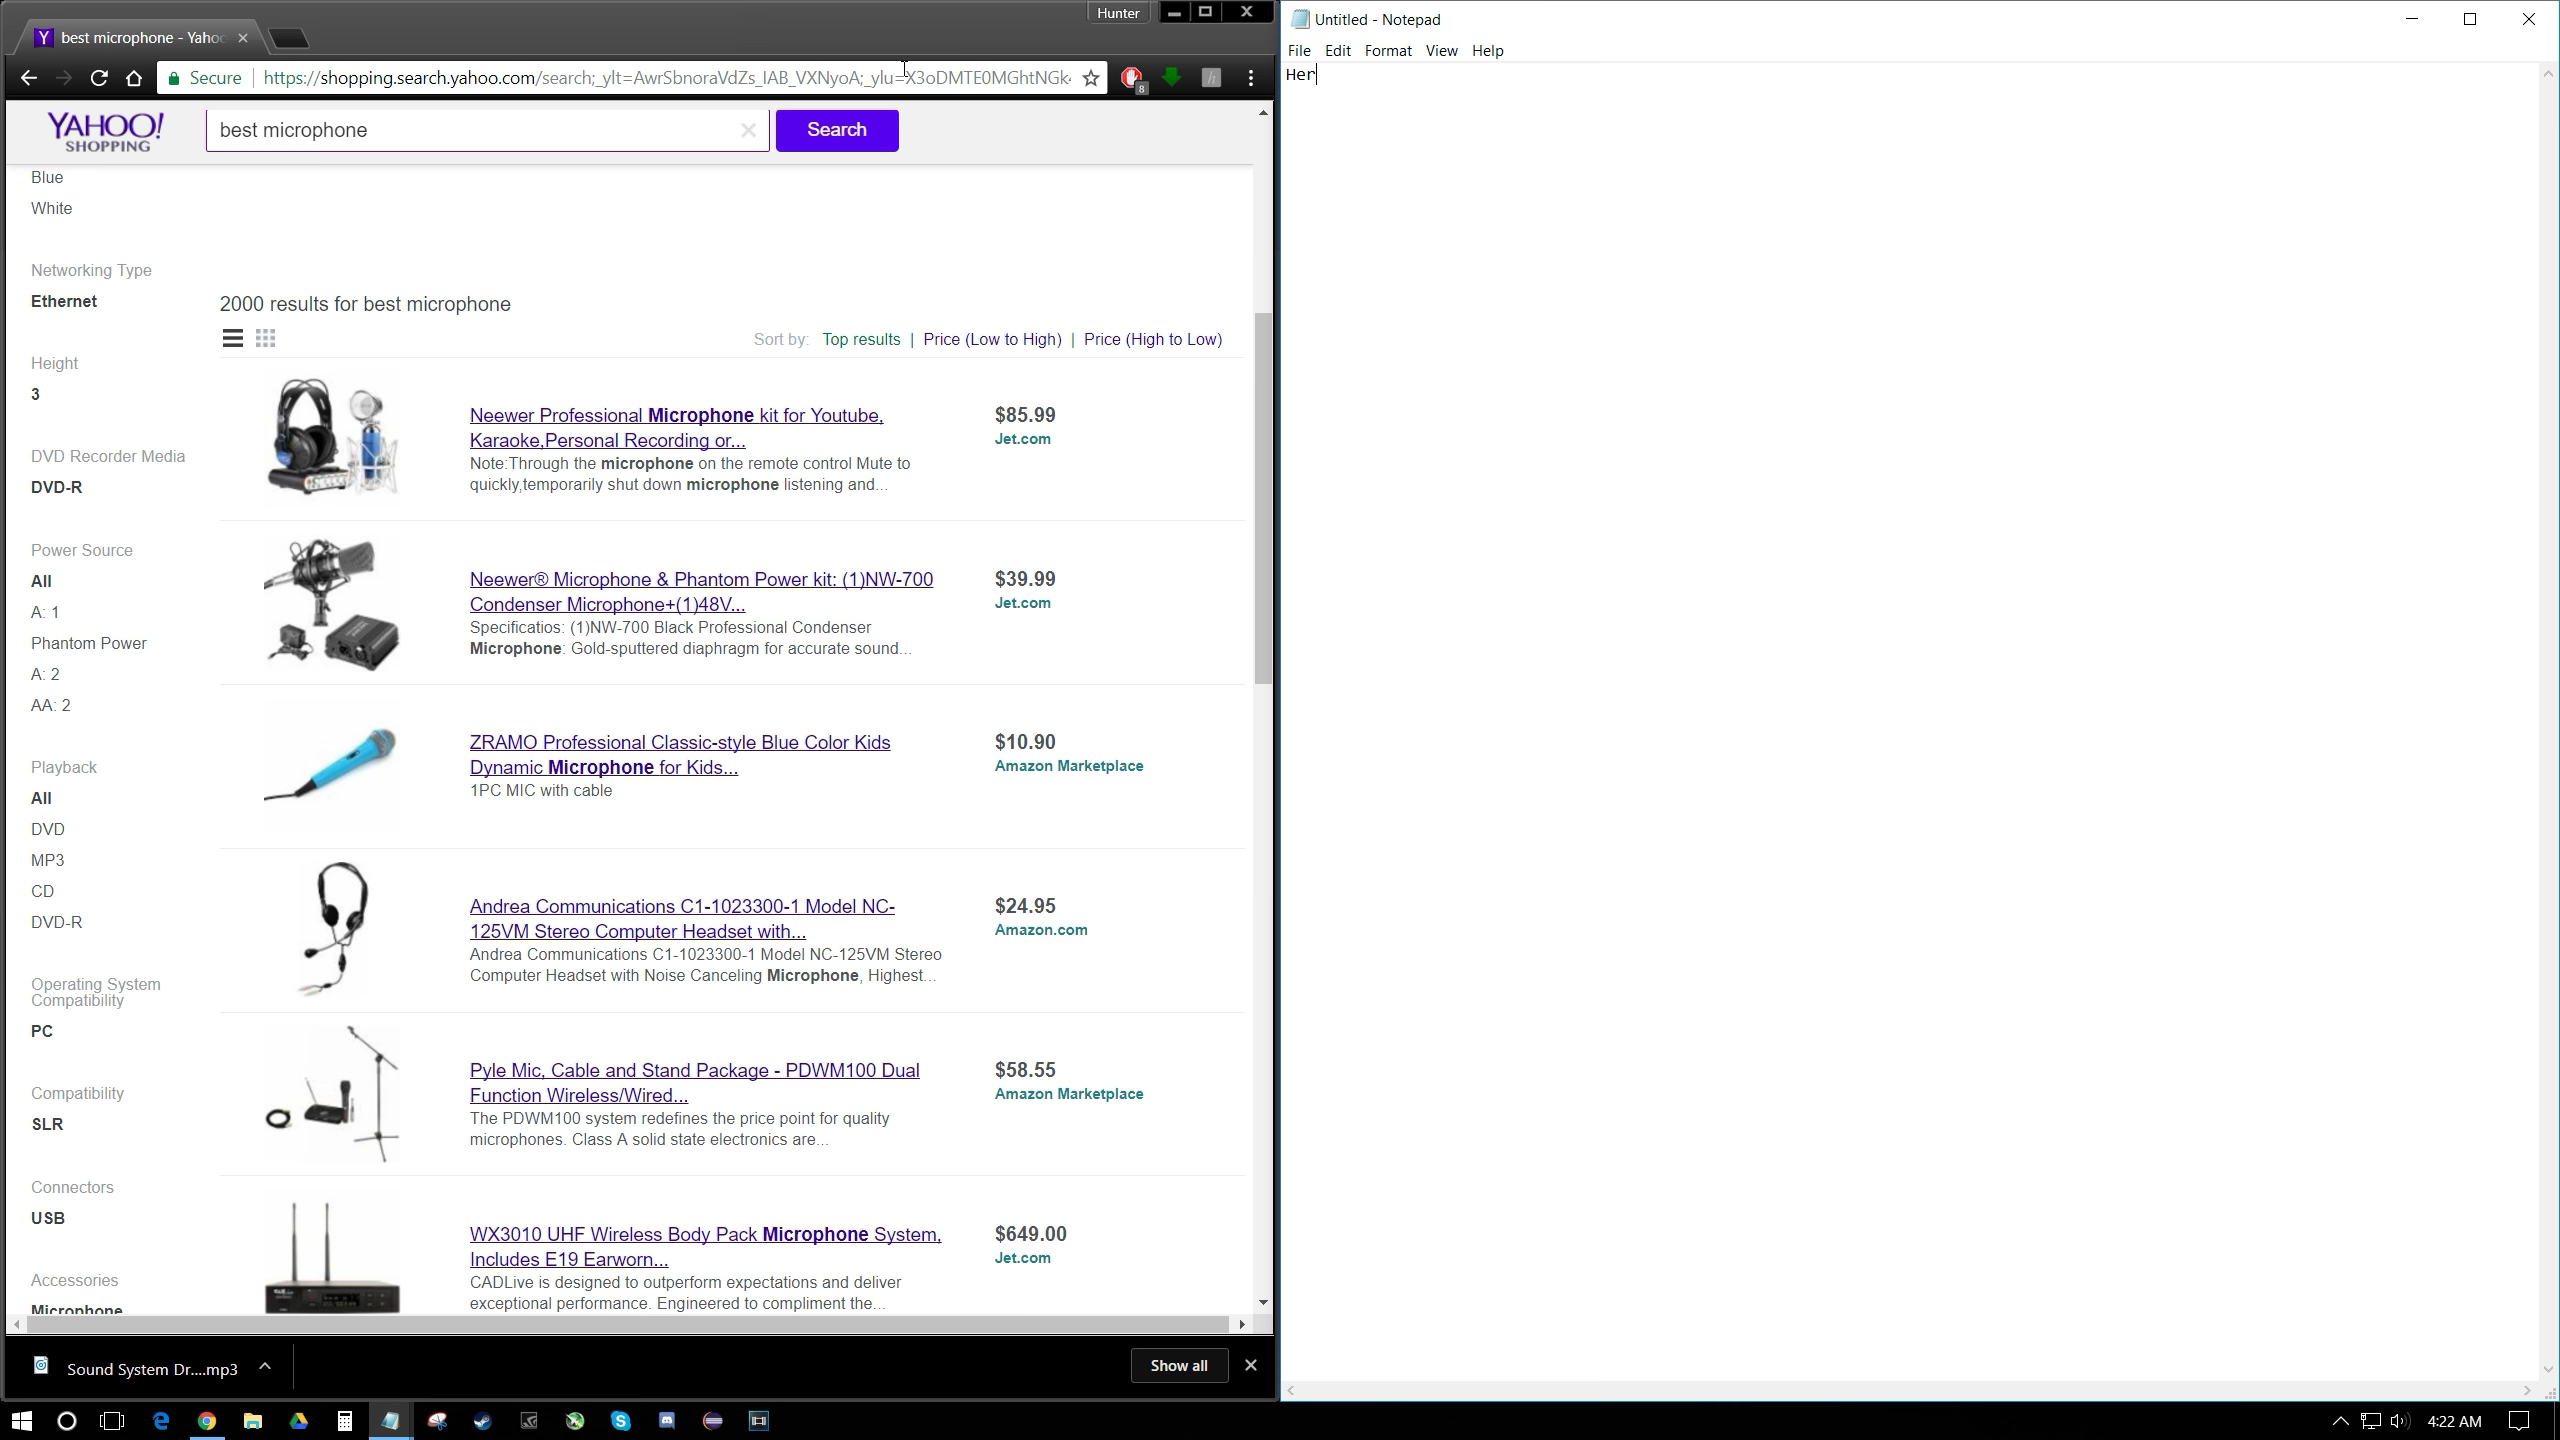 Hunter
best microphone - Yahoo
Secure
https://shopping.search.yahoo.com/search;_ylt=AwrSbnoraVdZs_IAB_VXNyoA;_ylu=X3oDMTE0MGhtNGk
8
YAHOO!
SHOPPING
best microphone
Search
Blue
White
Networking Type
Ethernet
Height
3
DVD Recorder Media
DVD-R
Power Source
All
A: 1
Phantom Power
A: 2
AA: 2
Playback
All
DVD
MP3
CD
DVD-R
Operating System
Compatibility
PC
Compatibility
SLR
Connectors
USB
Accessories
Microphone
2000 results for best microphone
Sort by: Top results | Price (Low to High) | Price (High to Low)
Neewer Professional Microphone kit for Youtube,
Karaoke,Personal Recording or...
Note:Through the microphone on the remote control Mute to
quickly,temporarily shut down microphone listening and...
$85.99
Jet.com
Neewer® Microphone & Phantom Power kit: (1)NW-700
Condenser Microphone+(1)48V...
Specificatios: (1)NW-700 Black Professional Condenser
Microphone: Gold-sputtered diaphragm for accurate sound...
$39.99
Jet.com
ZRAMO Professional Classic-style Blue Color Kids
Dynamic Microphone for Kids...
1PC MIC with cable
$10.90
Amazon Marketplace
Andrea Communications C1-1023300-1 Model NC-
125VM Stereo Computer Headset with...
Andrea Communications C1-1023300-1 Model NC-125VM Stereo
Computer Headset with Noise Canceling Microphone, Highest...
$24.95
Amazon.com
Pyle Mic, Cable and Stand Package - PDWM100 Dual
Function Wireless/Wired...
The PDWM100 system redefines the price point for quality
microphones. Class A solid state electronics are...
$58.55
Amazon Marketplace
WX3010 UHF Wireless Body Pack Microphone System,
Includes E19 Earworn...
CADLive is designed to outperform expectations and deliver
exceptional performance. Engineered to compliment the...
$649.00
Jet.com
Sound System Dr....mp3
Show all
Untitled - Notepad
File Edit Format View Help
Her
4:22 AM